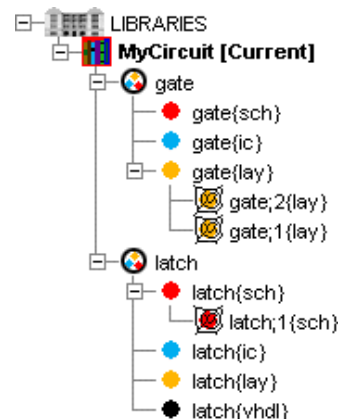 LIBRARIES
MyCircuit [Current]
gate
gate{sch}
gate{ic}
gate{lay}
gate;2{lay}
gate;1{lay}
latch
latch{sch}
latch;1{sch}
latch{ic}
latch{lay}
latch{vhdl}